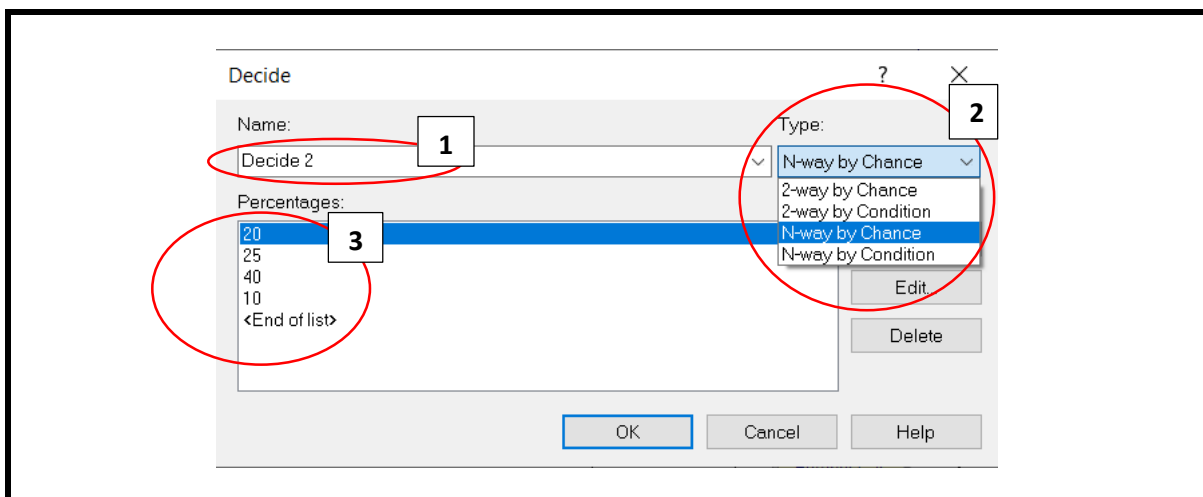 Decide ? ×
2
Name: Type:
1
Decide 2 N-way by Chance
2-way by Chance
Percentages: 2-way by Condition
20 N-way by Chance
3
25 N-way by Condition
40
10 Edit...
<End of list>
Delete
OK Cancel Help